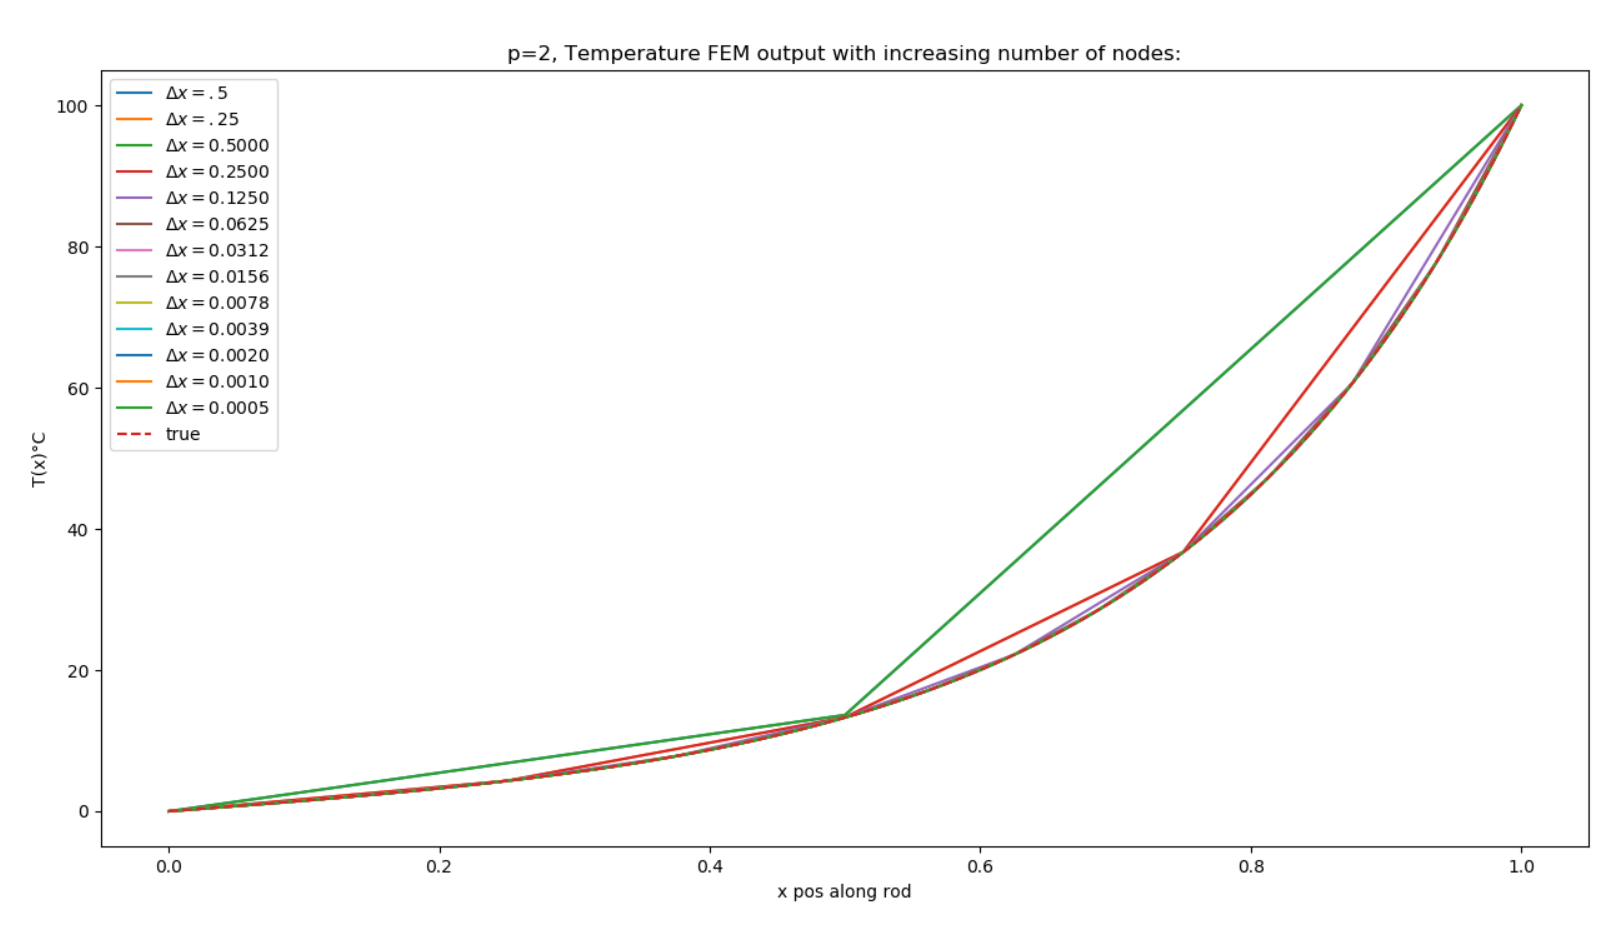 p=2, Temperature FEM output with increasing number of nodes:
Δx = .5
Δx = .25
Δx = 0.5000
Δx = 0.2500
Δx = 0.1250
Δx = 0.0625
Δx = 0.0312
Δx = 0.0156
Δx = 0.0078
Δx = 0.0039
Δx = 0.0020
Δx = 0.0010
Δx = 0.0005
true
100
80
60
40
20
0
T(x)°C
0.0 0.2 0.4 0.6 0.8 1.0
x pos along rod